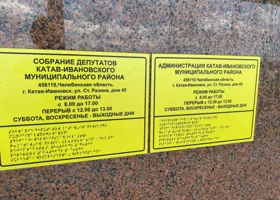 СОБРАНИЕ ДЕПУТАТОВ
КАТАВ-ИВАНОВСКОГО
МУНИЦИПАЛЬНОГО РАЙОНА
456110, Челябинская область,
г. Катав-Ивановск, ул. Ст. Разина, дом 45
РЕЖИМ РАБОТЫ
с 8.00 до 17.00
ПЕРЕРЫВ с 12.00 до 13.00
СУББОТА, ВОСКРЕСЕНЬЕ - ВЫХОДНЫЕ ДНИ
АДМИНИСТРАЦИЯ КАТАВ-ИВАНОВСКОГО
МУНИЦИПАЛЬНОГО РАЙОНА
456110, Челябинская область,
г. Катав-Ивановск, ул. Ст. Разина, дом 45
РЕЖИМ РАБОТЫ
с 8.00 до 17.00
ПЕРЕРЫВ с 12.00 до 13.00
СУББОТА, ВОСКРЕСЕНЬЕ - ВЫХОДНЫЕ ДНИ